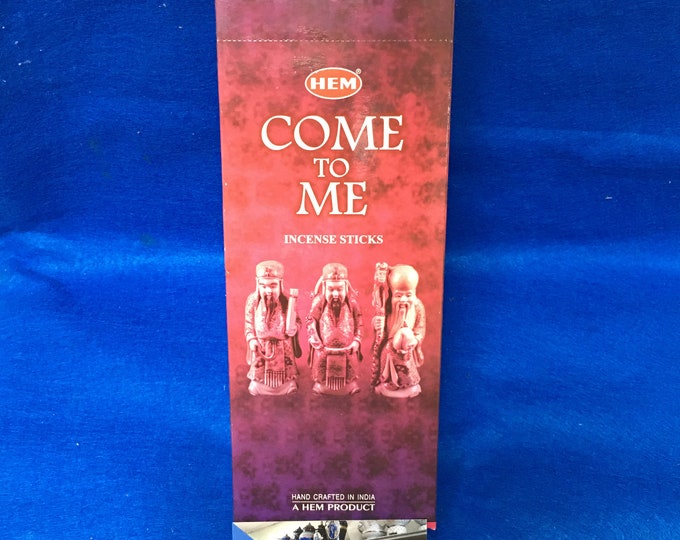 HEM®
COME
TO
ME
INCENSE STICKS
HAND CRAFTED IN INDIA
A HEM PRODUCT